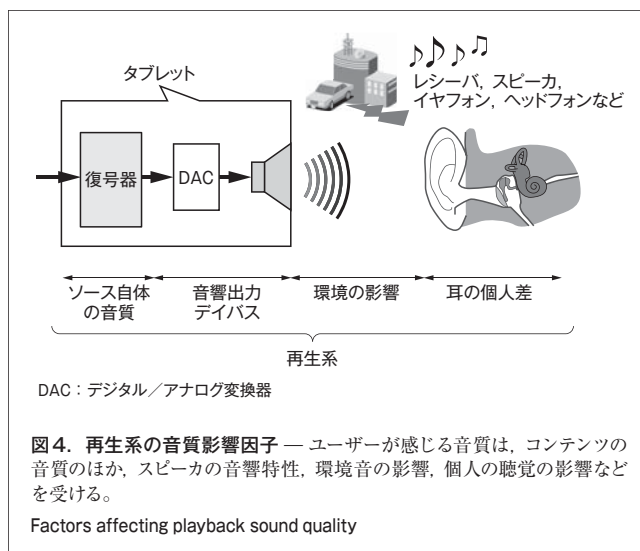 タブレット
レシーバ，スピーカ，
イヤフォン，ヘッドフォンなど
復号器
DAC
ソース自体
の音質
音響出力
デイバス
環境の影響
耳の個人差
再生系
DAC：デジタル／アナログ変換器
図4．再生系の音質影響因子 — ユーザーが感じる音質は，コンテンツの
音質のほか，スピーカの音響特性，環境音の影響，個人の聴覚の影響など
を受ける。
Factors affecting playback sound quality